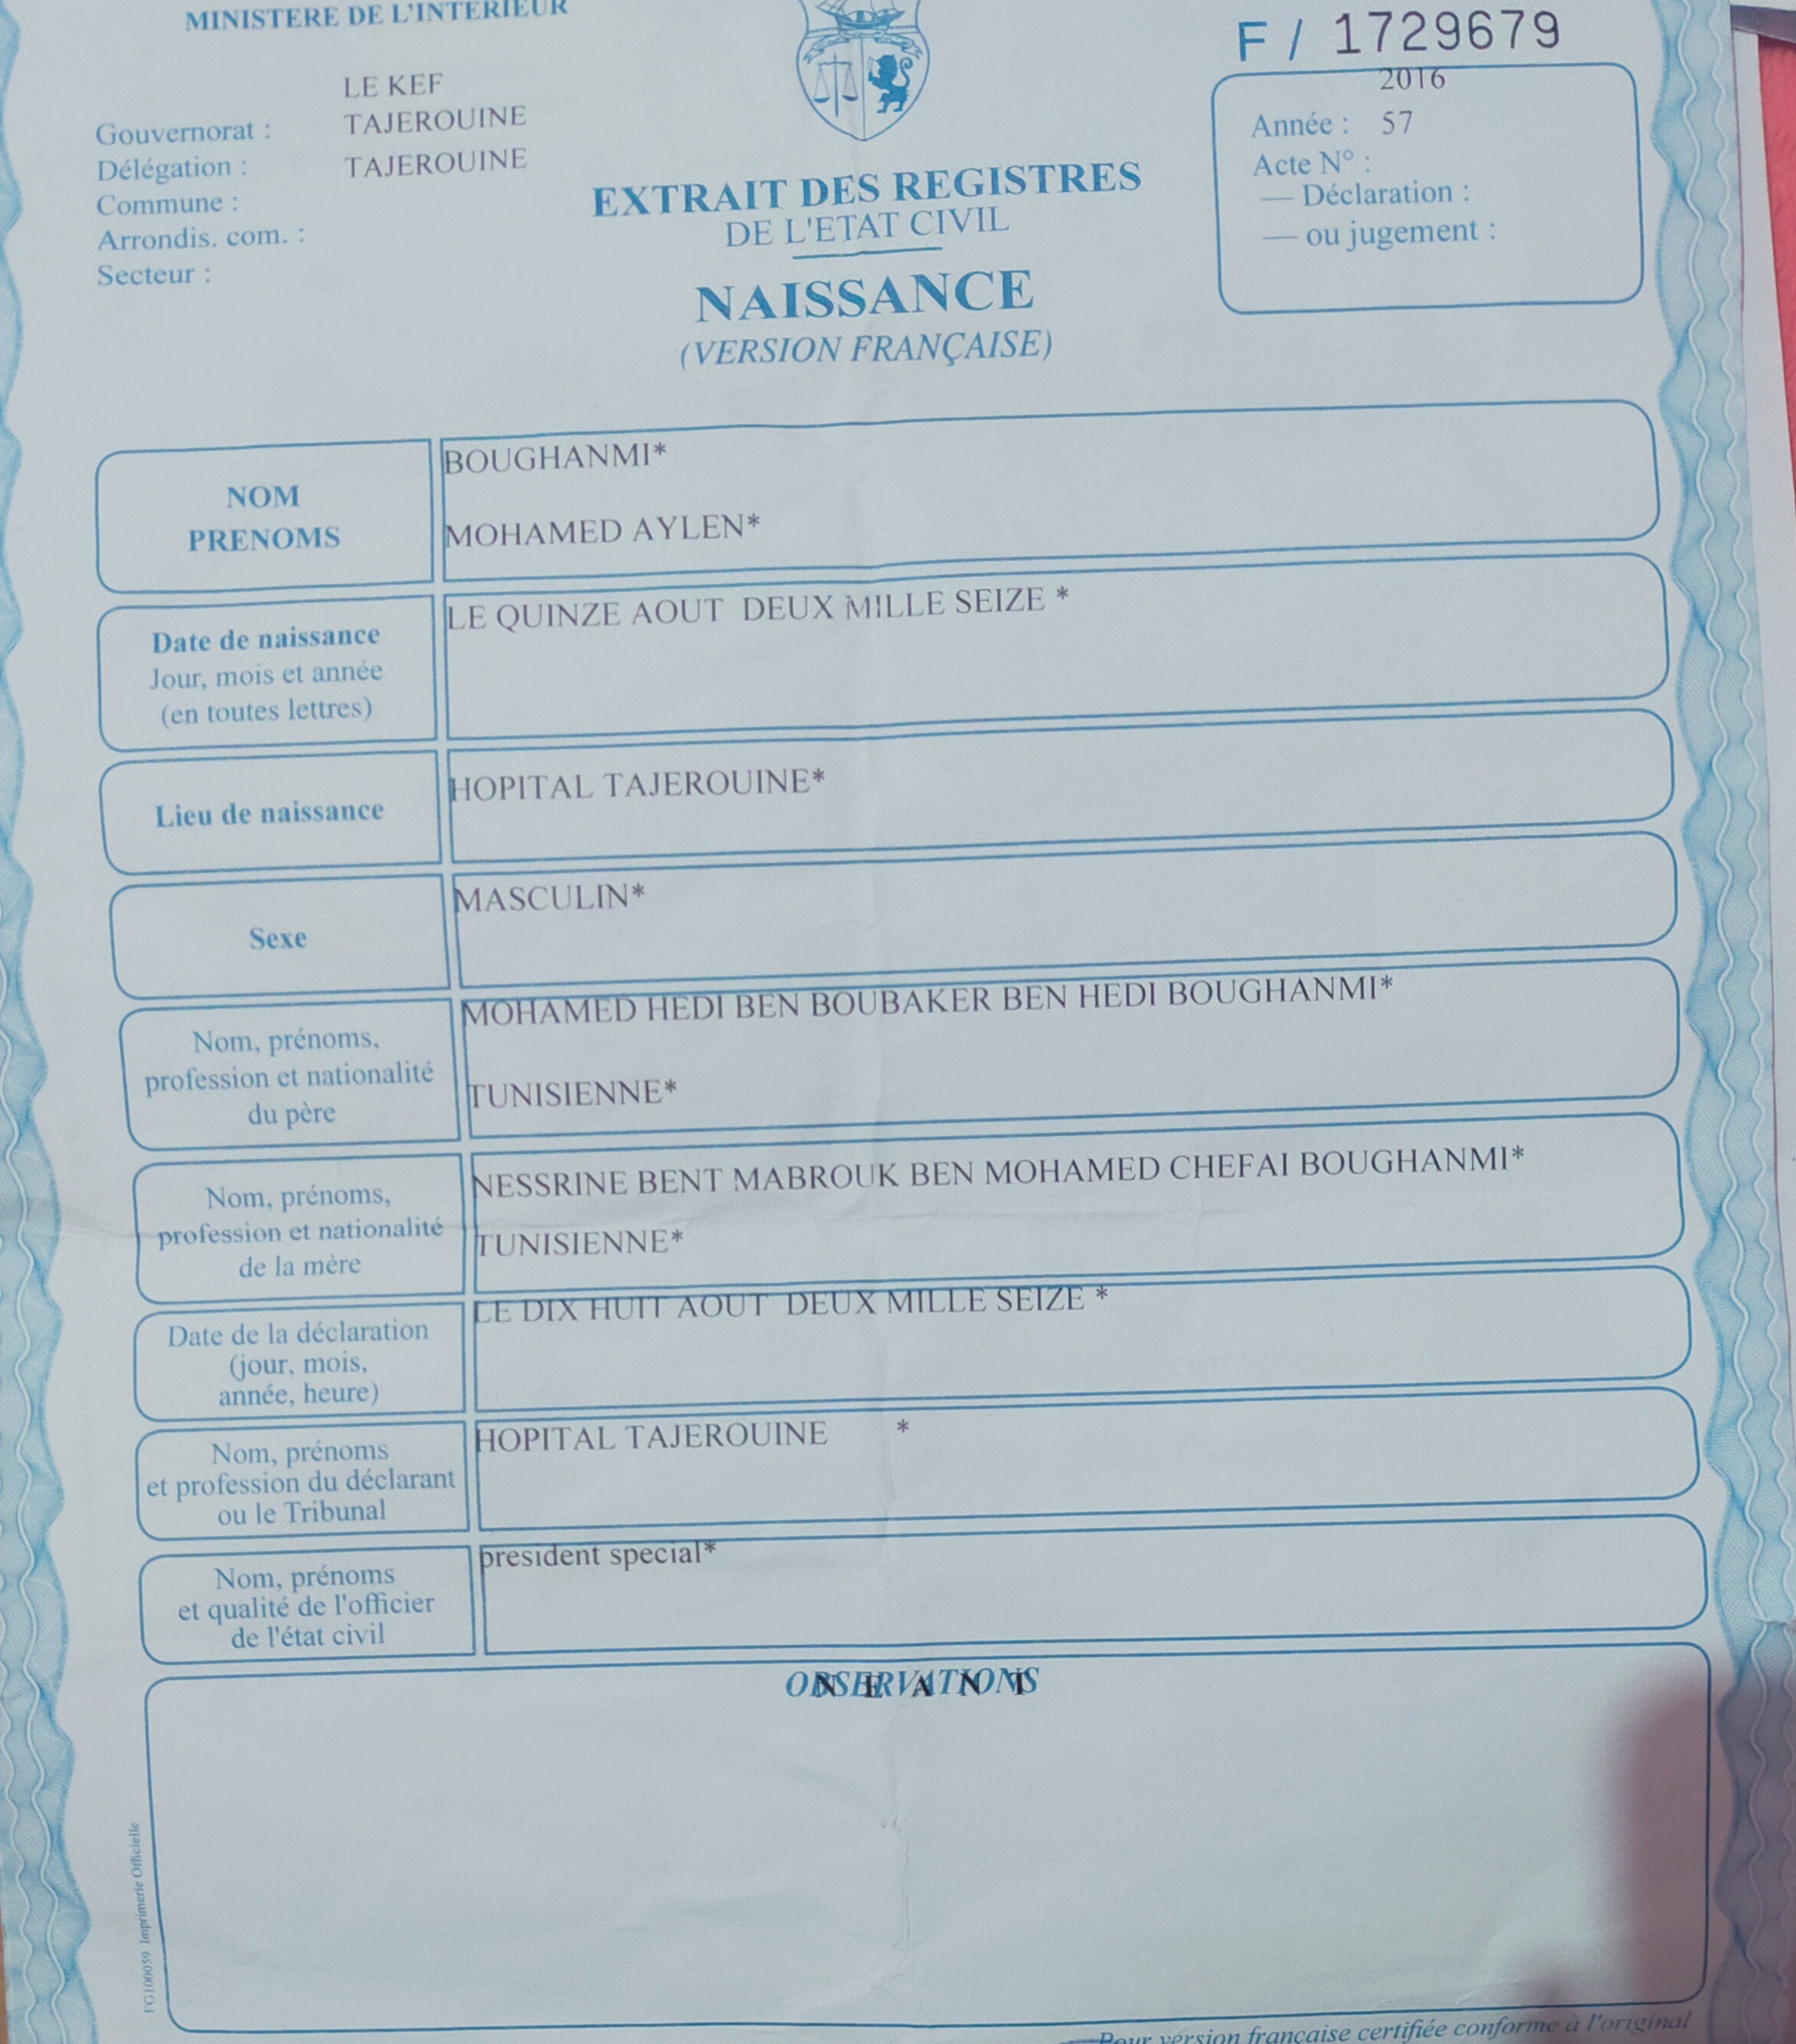 MINISTERE DE L'INTERIEUR
F / 1729679
LE KEF
TAJEROUINE
TAJEROUINE
Gouvernorat :
Délégation :
Commune :
Arrondis. com. :
Secteur :
EXTRAIT DES REGISTRES
DE L'ETAT CIVIL
NAISSANCE
(VERSION FRANÇAISE)
2016
Année : 57
Acte N° :
— Déclaration :
— ou jugement :
NOM
PRENOMS
BOUGHANMI*
MOHAMED AYLEN*
Date de naissance
Jour, mois et année
(en toutes lettres)
LE QUINZE AOUT DEUX MILLE SEIZE *
Lieu de naissance
HOPITAL TAJEROUINE*
Sexe
MASCULIN*
Nom, prénoms,
profession et nationalité
du père
MOHAMED HEDI BEN BOUBAKER BEN HEDI BOUGHANMI*
TUNISIENNE*
Nom, prénoms,
profession et nationalité
de la mère
NESSRINE BENT MABROUK BEN MOHAMED CHEFAI BOUGHANMI*
TUNISIENNE*
Date de la déclaration
(jour, mois,
année, heure)
LE DIX HUIT AOUT DEUX MILLE SEIZE *
Nom, prénoms
et profession du déclarant
ou le Tribunal
HOPITAL TAJEROUINE *
Nom, prénoms
et qualité de l'officier
de l'état civil
president special*
OBSERVATIONS
N E A N T
FG100059 Imprimerie Officielle
Pour version française certifiée conforme à l'original